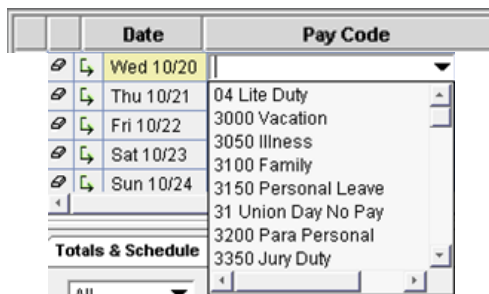 Date Pay Code
Wed 10/20
Thu 10/21
Fri 10/22
Sat 10/23
Sun 10/24
04 Lite Duty
3000 Vacation
3050 Illness
3100 Family
3150 Personal Leave
31 Union Day No Pay
3200 Para Personal
3350 Jury Duty
Totals & Schedule
All